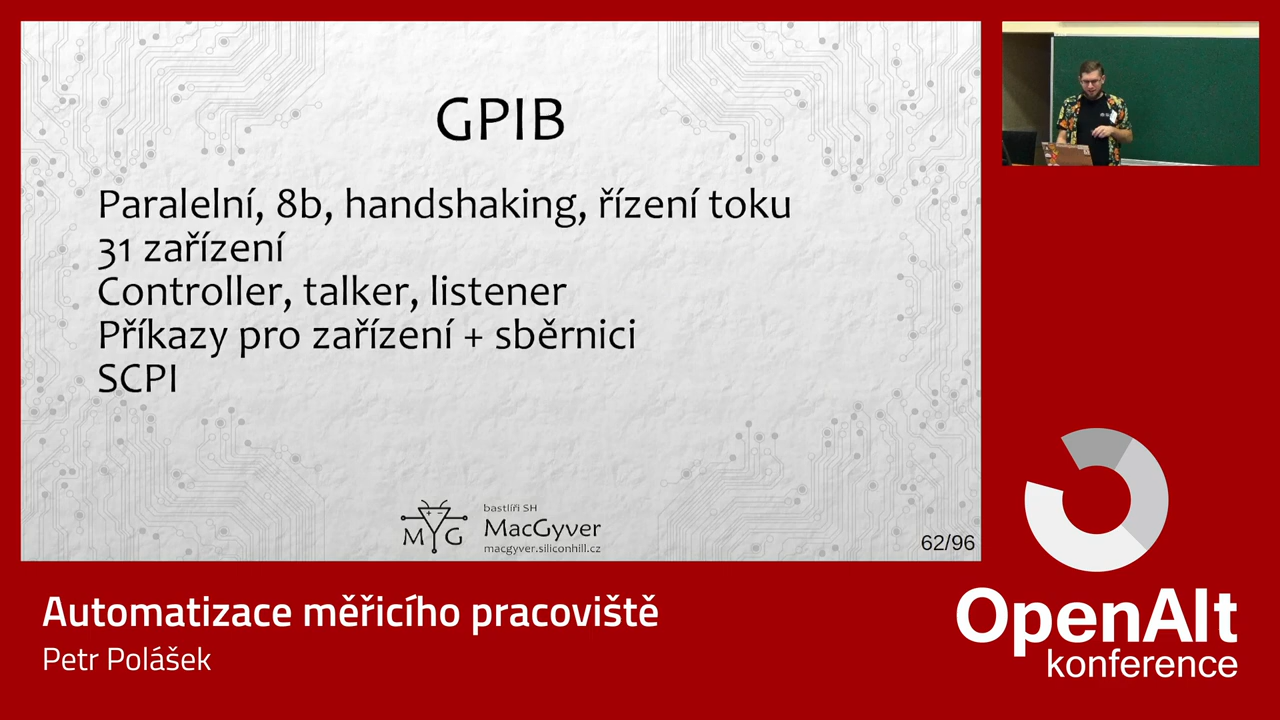 GPIB
Paralelní, 8b, handshaking, řízení toku
31 zařízení
Controller, talker, listener
Příkazy pro zařízení + sběrnici
SCPI
MYG
bastlíři SH
MacGyver
macgyver.siliconhill.cz
62/96
Automatizace měřicího pracoviště
Petr Polášek
OpenAlt
konference